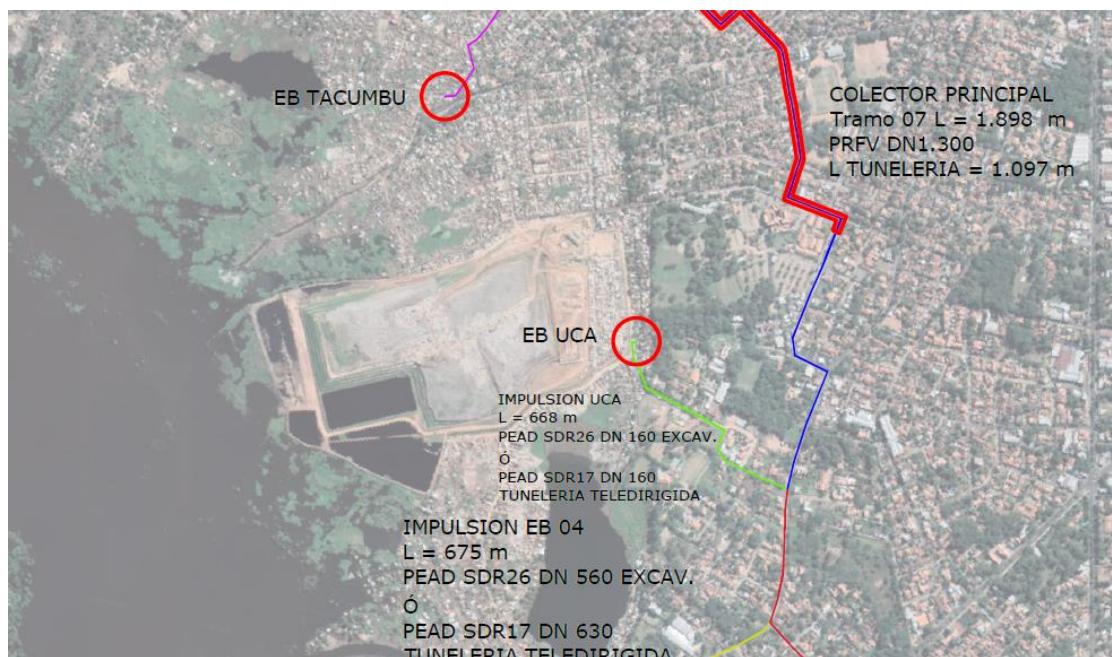 EB TACUMBU
COLECTOR PRINCIPAL
Tramo 07 L = 1.898 m
PRFV DN1.300
L TUNELERIA = 1.097 m
EB UCA
IMPULSION UCA
L = 668 m
PEAD SDR26 DN 160 EXCAV.
Ó
PEAD SDR17 DN 160
TUNELERIA TELEDIRIGIDA
IMPULSION EB 04
L = 675 m
PEAD SDR26 DN 560 EXCAV.
Ó
PEAD SDR17 DN 630
TUNELERIA TELEDIRIGIDA